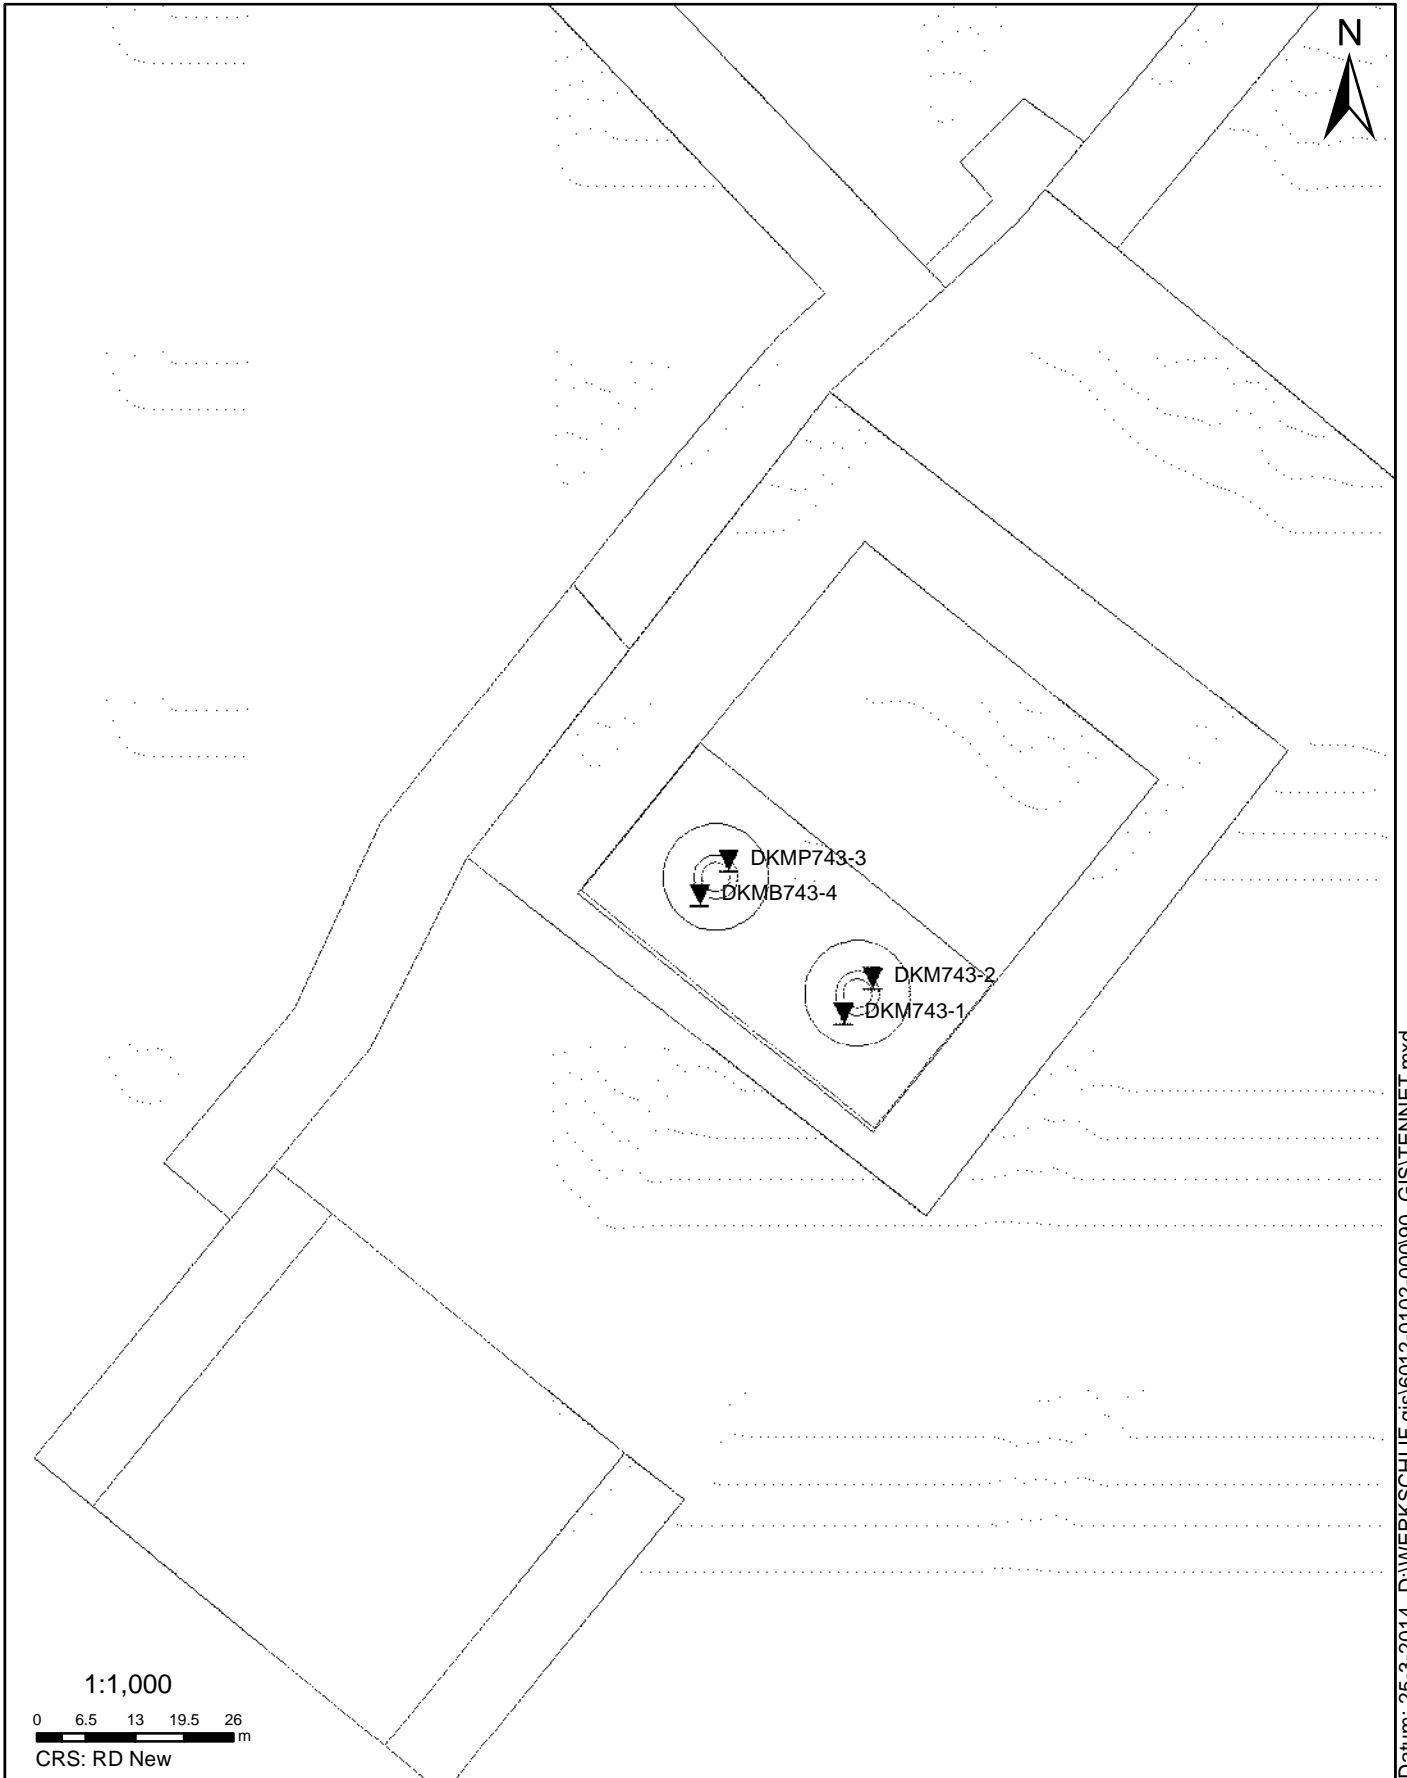 N
DKMP743-3
DKMB743-4
DKM743-2
DKM743-1
1:1,000
0 6.5 13 19.5 26
m
CRS: RD New
Datum: 25-3-2014 D:\WERKSCHIJF gis\6012-0102-000\90_GIS\TENNET.mxd